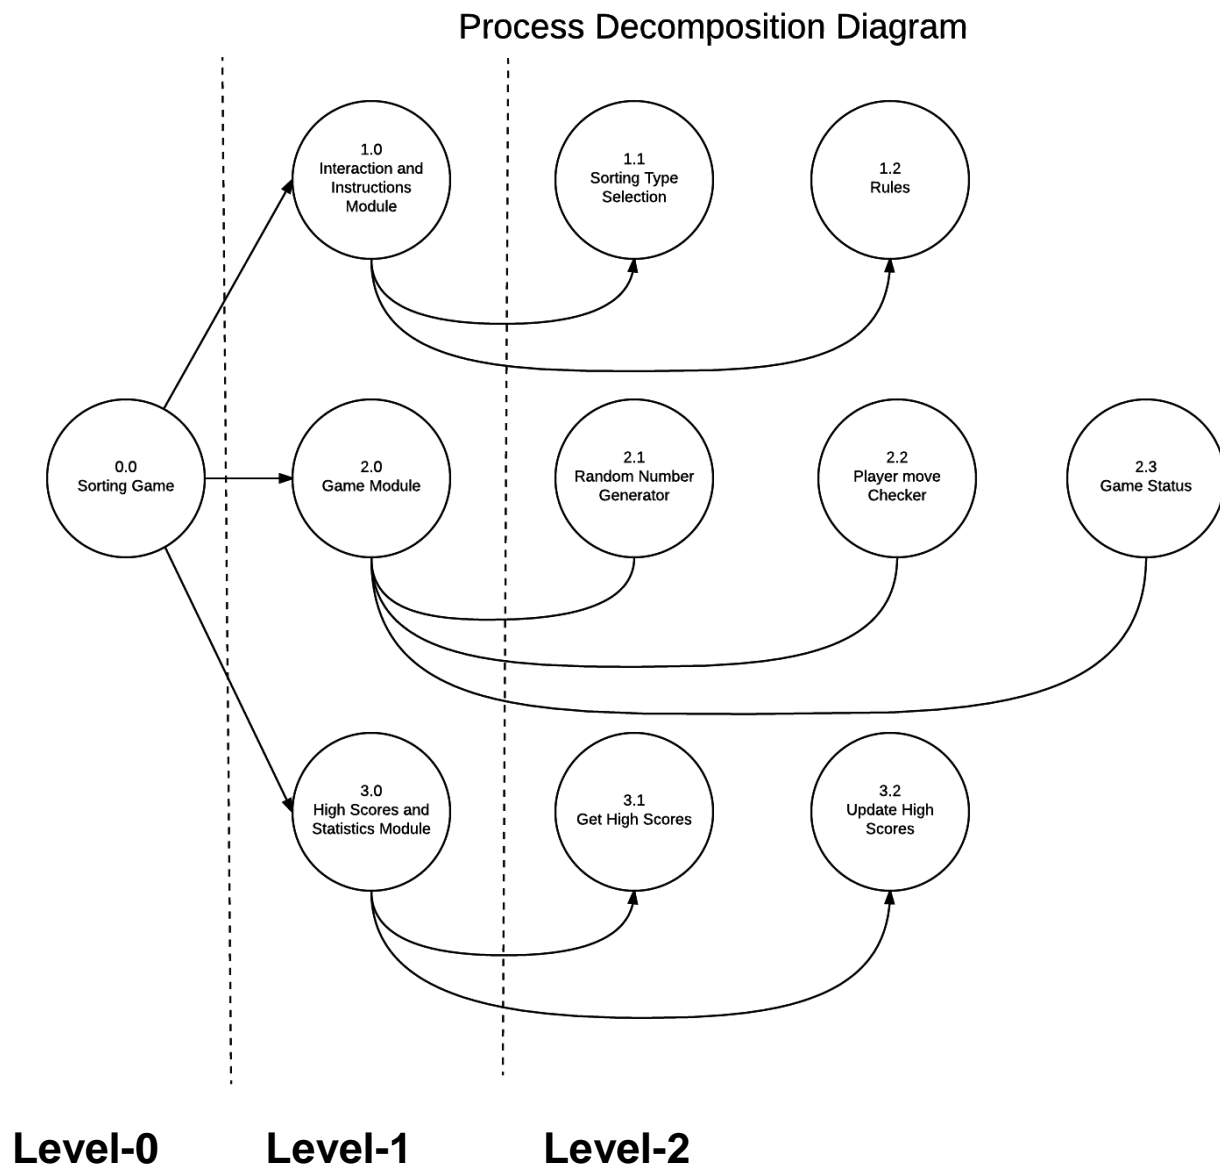 Process Decomposition Diagram
1.0
Interaction and
Instructions
Module
1.1
Sorting Type
Selection
1.2
Rules
0.0
Sorting Game
2.0
Game Module
2.1
Random Number
Generator
2.2
Player move
Checker
2.3
Game Status
3.0
High Scores and
Statistics Module
3.1
Get High Scores
3.2
Update High
Scores
Level-0
Level-1
Level-2